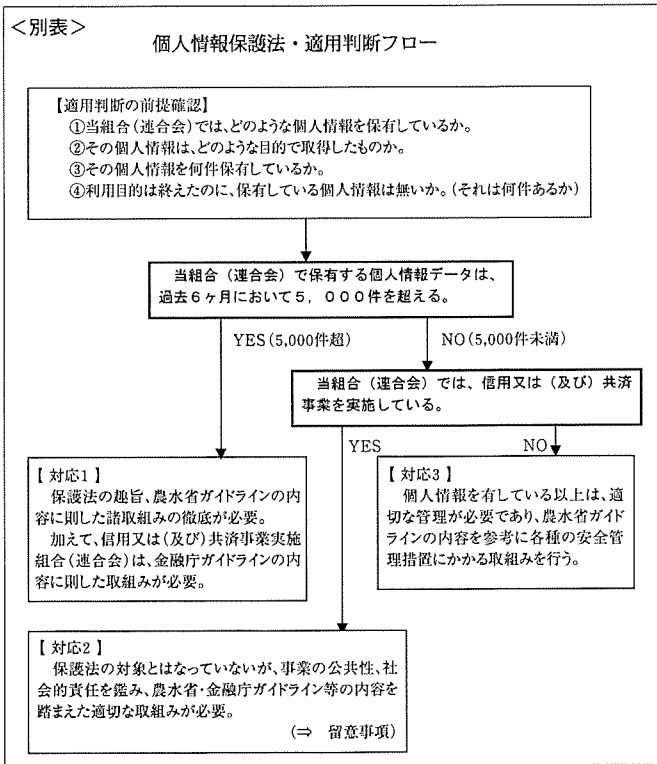 <別表>
個人情報保護法・適用判断フロー
【適用判断の前提確認】
①当組合(連合会)では、どのような個人情報を保有しているか。
②その個人情報は、どのような目的で取得したものか。
③その個人情報を何件保有しているか。
④利用目的は終えたのに、保有している個人情報は無いか。(それは何件あるか)
当組合（連合会）で保有する個人情報データは、
過去６ヶ月において５，０００件を超える。
YES(5,000件超)
NO(5,000件未満)
当組合（連合会）では、信用又は（及び）共済
事業を実施している。
YES
NO
【 対応1 】
保護法の趣旨、農水省ガイドラインの内
容に則した諸取組みの徹底が必要。
加えて、信用又は(及び)共済事業実施
組合(連合会)は、金融庁ガイドラインの内
容に則した取組みが必要。
【 対応3 】
個人情報を有している以上は、適
切な管理が必要であり、農水省ガイド
ラインの内容を参考に各種の安全管
理措置にかかる取組みを行う。
【 対応2 】
保護法の対象とはなっていないが、事業の公共性、社
会的責任を鑑み、農水省・金融庁ガイドライン等の内容を
踏まえた適切な取組みが必要。
(⇒　留意事項)